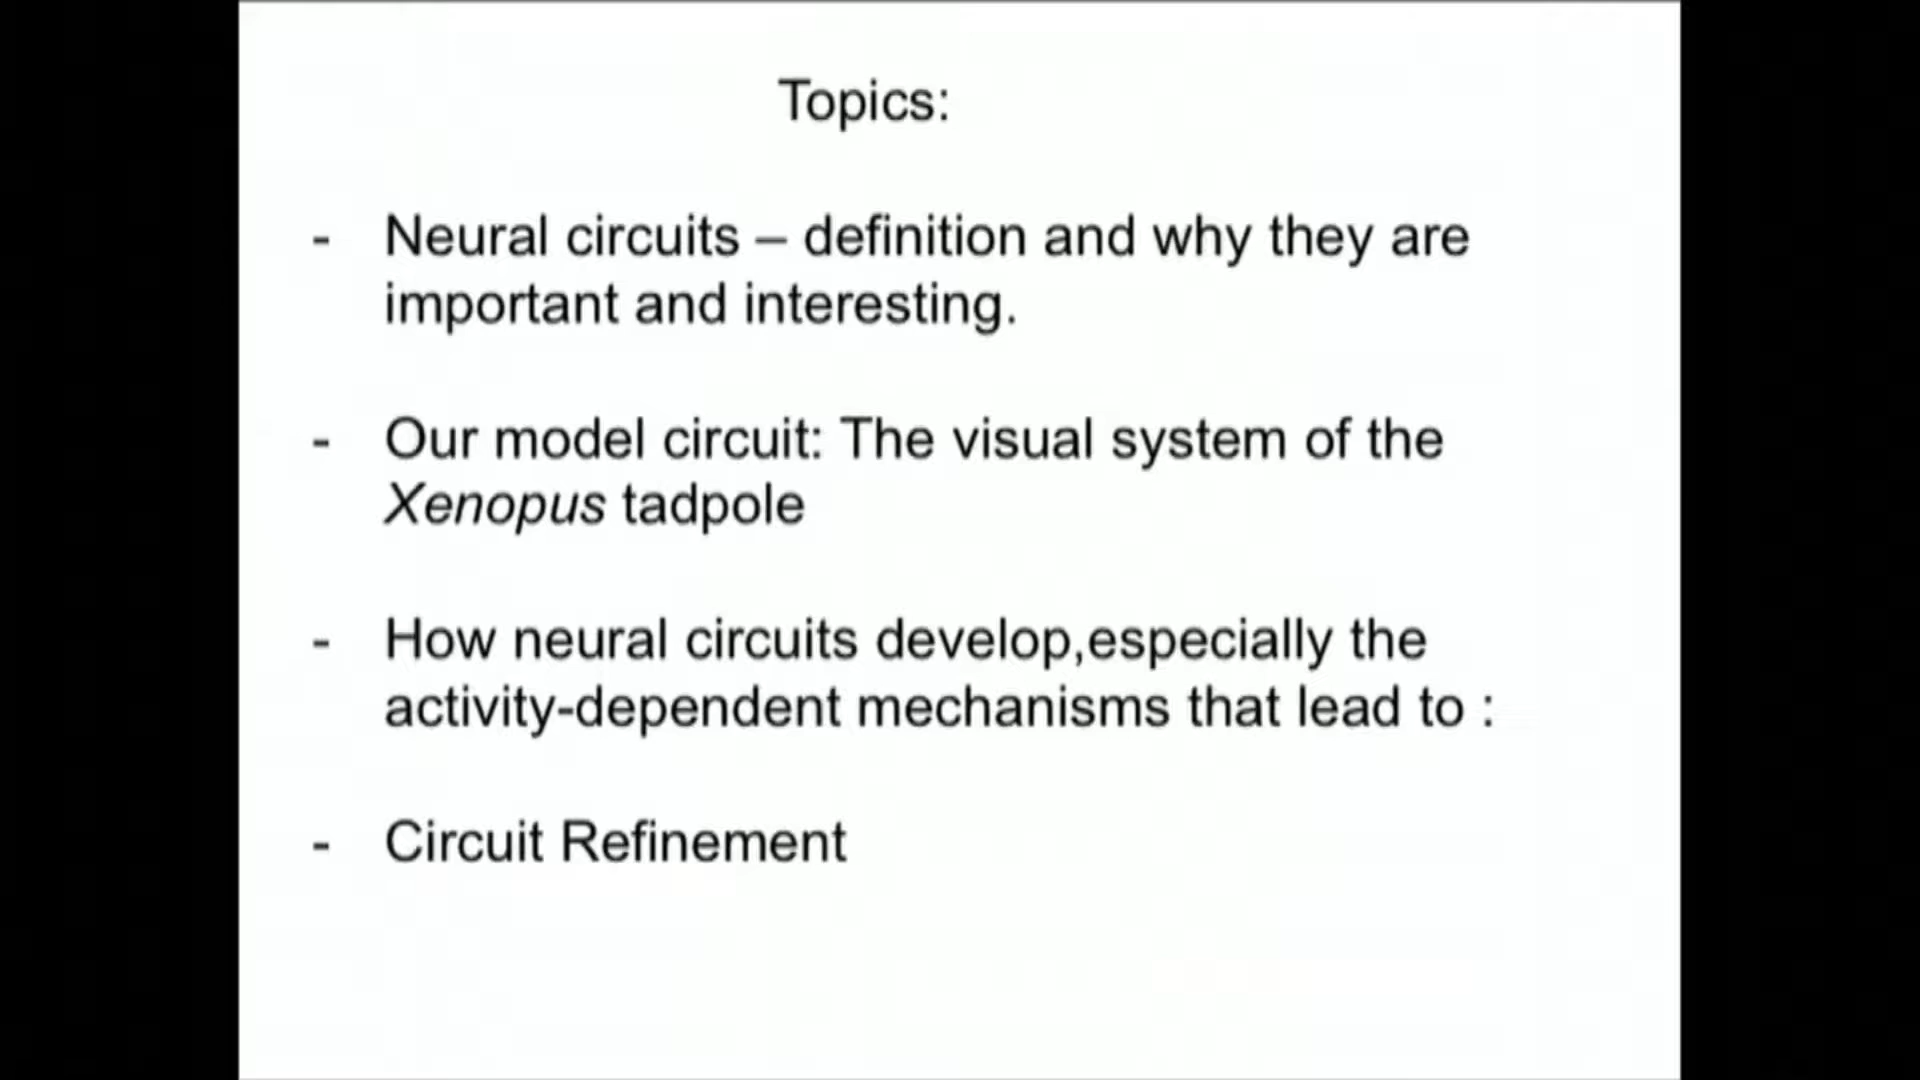 Topics:
- Neural circuits – definition and why they are
important and interesting.
- Our model circuit: The visual system of the
Xenopus tadpole
- How neural circuits develop,especially the
activity-dependent mechanisms that lead to :
- Circuit Refinement